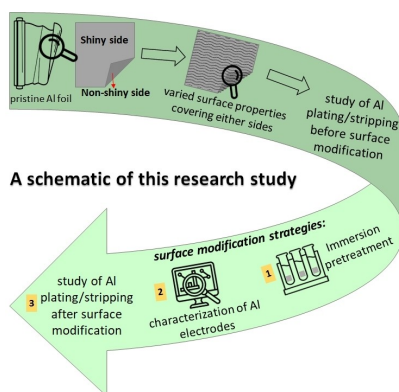 Shiny side
pristine Al foil
Non-shiny side
varied surface properties
covering either sides
study of Al
plating/stripping
before surface
modification
A schematic of this research study
surface modification strategies:
1
Immersion
pretreatment
2
characterization of Al
electrodes
3
study of Al
plating/stripping
after surface
modification